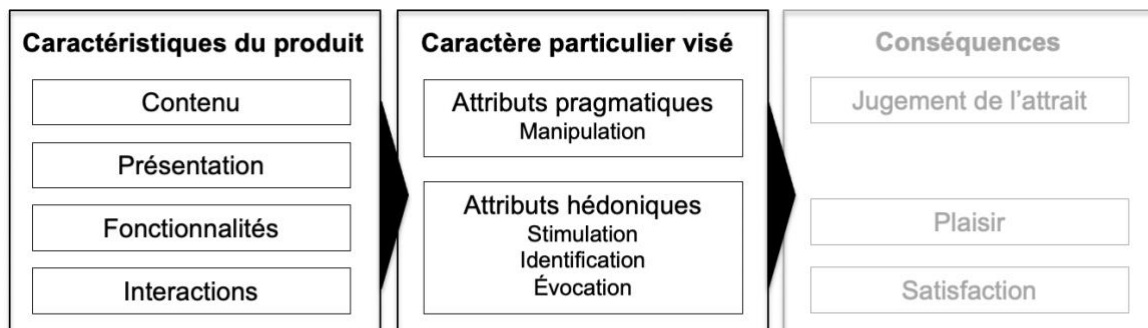 Caractéristiques du produit
Contenu
Présentation
Fonctionnalités
Interactions
Caractère particulier visé
Attributs pragmatiques
Manipulation
Attributs hédoniques
Stimulation
Identification
Évocation
Conséquences
Jugement de l'attrait
Plaisir
Satisfaction